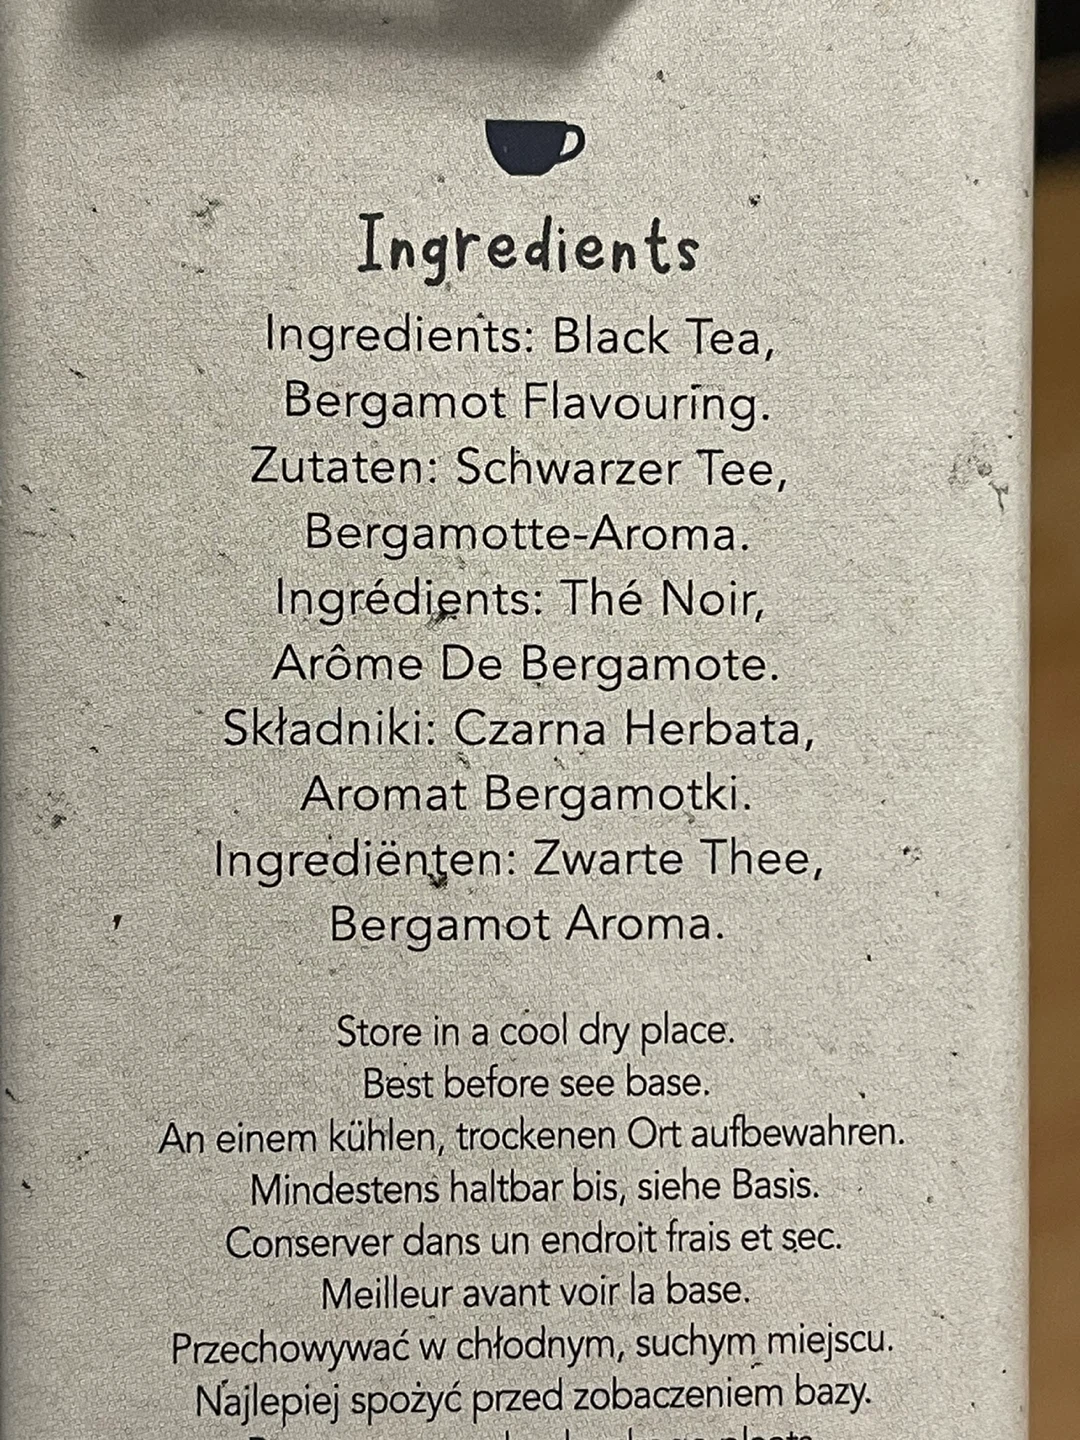 Ingredients
Ingredients: Black Tea,
Bergamot Flavouring.
Zutaten: Schwarzer Tee,
Bergamotte-Aroma.
Ingrédients: Thé Noir,
Arôme De Bergamote.
Składniki: Czarna Herbata,
Aromat Bergamotki.
Ingrediënten: Zwarte Thee,
Bergamot Aroma.
Store in a cool dry place.
Best before see base.
An einem kühlen, trockenen Ort aufbewahren.
Mindestens haltbar bis, siehe Basis.
Conserver dans un endroit frais et sec.
Meilleur avant voir la base.
Przechowywać w chłodnym, suchym miejscu.
Najlepiej spożyć przed zobaczeniem bazy.